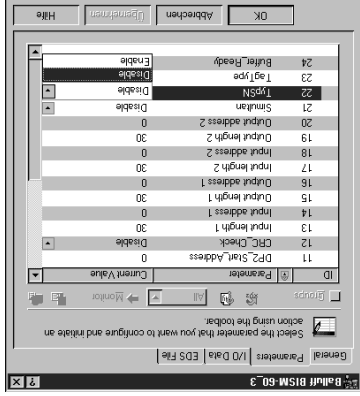 Balluff BISM-60_3
General Parameters I/O Data EDS File
Select the parameter that you want to configure and initiate an
action using the toolbar.
Groups All Monitor
ID Parameter Current Value
11 DP2_Start_Address 0
12 CRC_Check Disable
13 Input length 1 30
14 Input address 1 0
15 Output length 1 30
16 Output address 1 0
17 Input length 2 30
18 Input address 2 0
19 Output length 2 30
20 Output address 2 0
21 Simultan Disable
22 TypSN Disable
23 TagType Disable
24 Buffer_Ready Enable
OK Abbrechen Übernehmen Hilfe